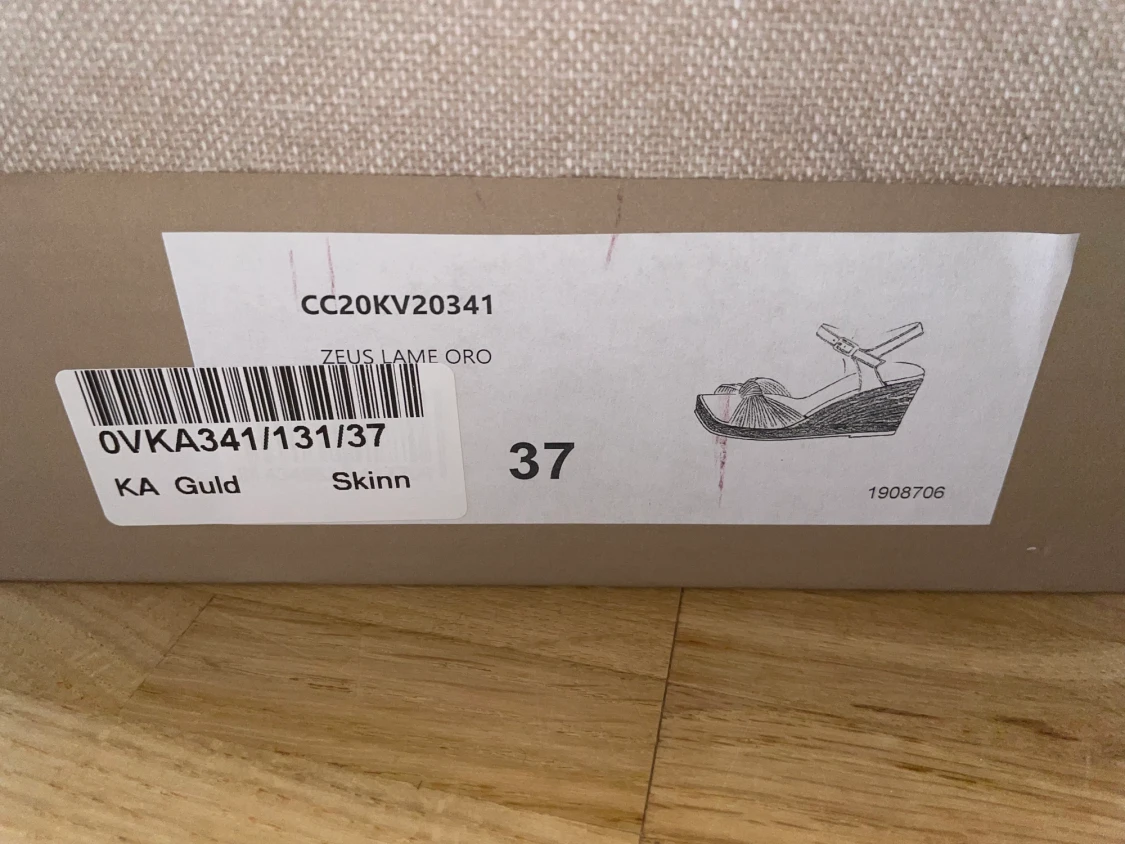 CC20KV20341
ZEUS LAME ORO
0VKA341/131/37
KA Guld Skinn
37
1908706